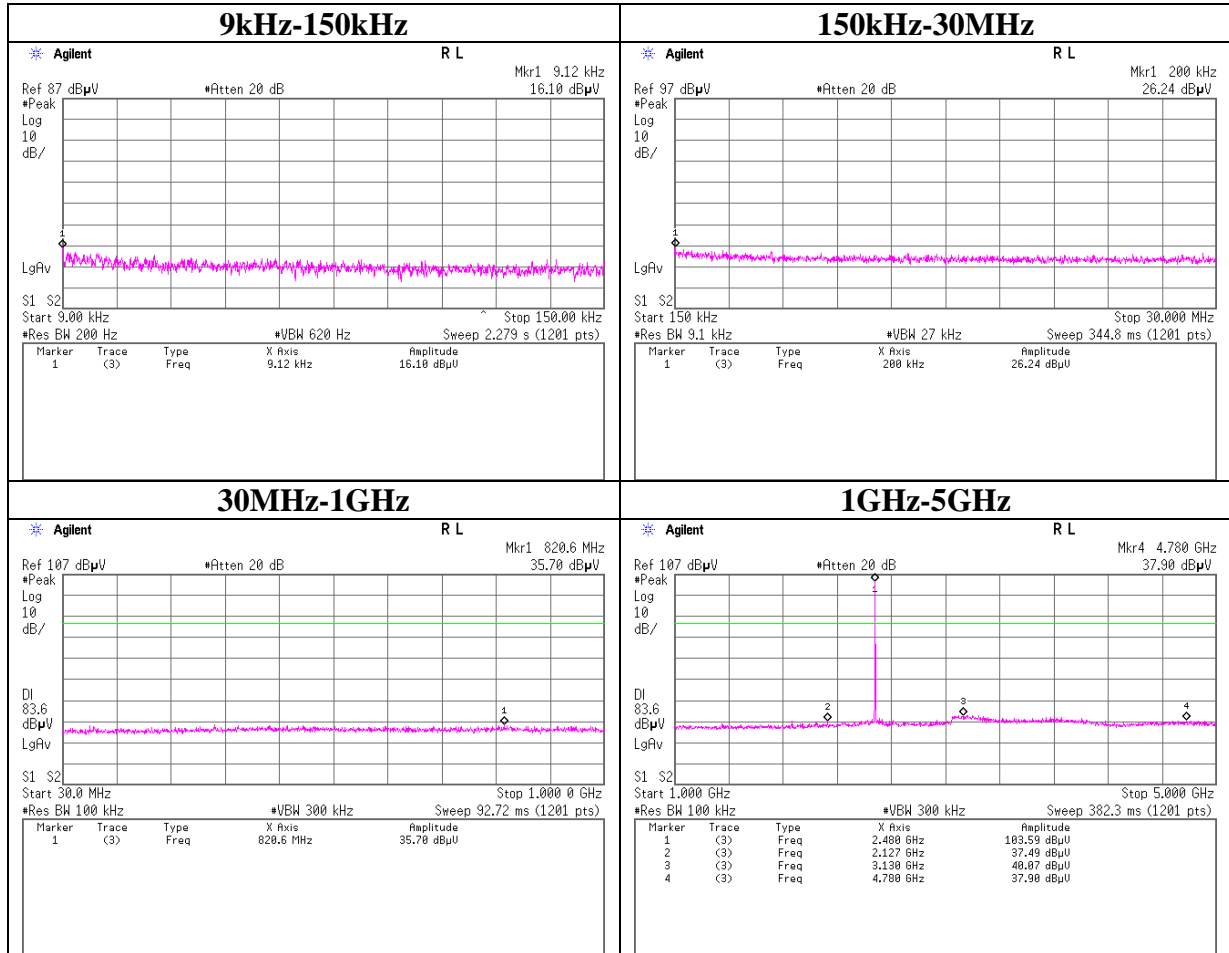 9kHz-150kHz
Agilent R L
Mkr1 9.12 kHz
Ref 87 dBµV #Atten 20 dB 16.10 dBµV
#Peak
Log
10
dB/
1
LgAv
S1 S2
Start 9.00 kHz ^ Stop 150.00 kHz
#Res BW 200 Hz #VBW 620 Hz Sweep 2.279 s (1201 pts)
Marker Trace Type X Axis Amplitude
1 (3) Freq 9.12 kHz 16.10 dBµV
150kHz-30MHz
Agilent R L
Mkr1 200 kHz
Ref 97 dBµV #Atten 20 dB 26.24 dBµV
#Peak
Log
10
dB/
1
LgAv
S1 S2
Start 150 kHz Stop 30.000 MHz
#Res BW 9.1 kHz #VBW 27 kHz Sweep 344.8 ms (1201 pts)
Marker Trace Type X Axis Amplitude
1 (3) Freq 200 kHz 26.24 dBµV
30MHz-1GHz
Agilent R L
Mkr1 820.6 MHz
Ref 107 dBµV #Atten 20 dB 35.70 dBµV
#Peak
Log
10
dB/
DI
83.6
dBµV
1
LgAv
S1 S2
Start 30.0 MHz Stop 1.000 0 GHz
#Res BW 100 kHz #VBW 300 kHz Sweep 92.72 ms (1201 pts)
Marker Trace Type X Axis Amplitude
1 (3) Freq 820.6 MHz 35.70 dBµV
1GHz-5GHz
Agilent R L
Mkr4 4.780 GHz
Ref 107 dBµV #Atten 20 dB 37.90 dBµV
#Peak
1
Log
10
dB/
DI
83.6
dBµV
2 3 4
LgAv
S1 S2
Start 1.000 GHz Stop 5.000 GHz
#Res BW 100 kHz #VBW 300 kHz Sweep 382.3 ms (1201 pts)
Marker Trace Type X Axis Amplitude
1 (3) Freq 2.480 GHz 103.59 dBµV
2 (3) Freq 2.127 GHz 37.49 dBµV
3 (3) Freq 3.130 GHz 40.07 dBµV
4 (3) Freq 4.780 GHz 37.90 dBµV